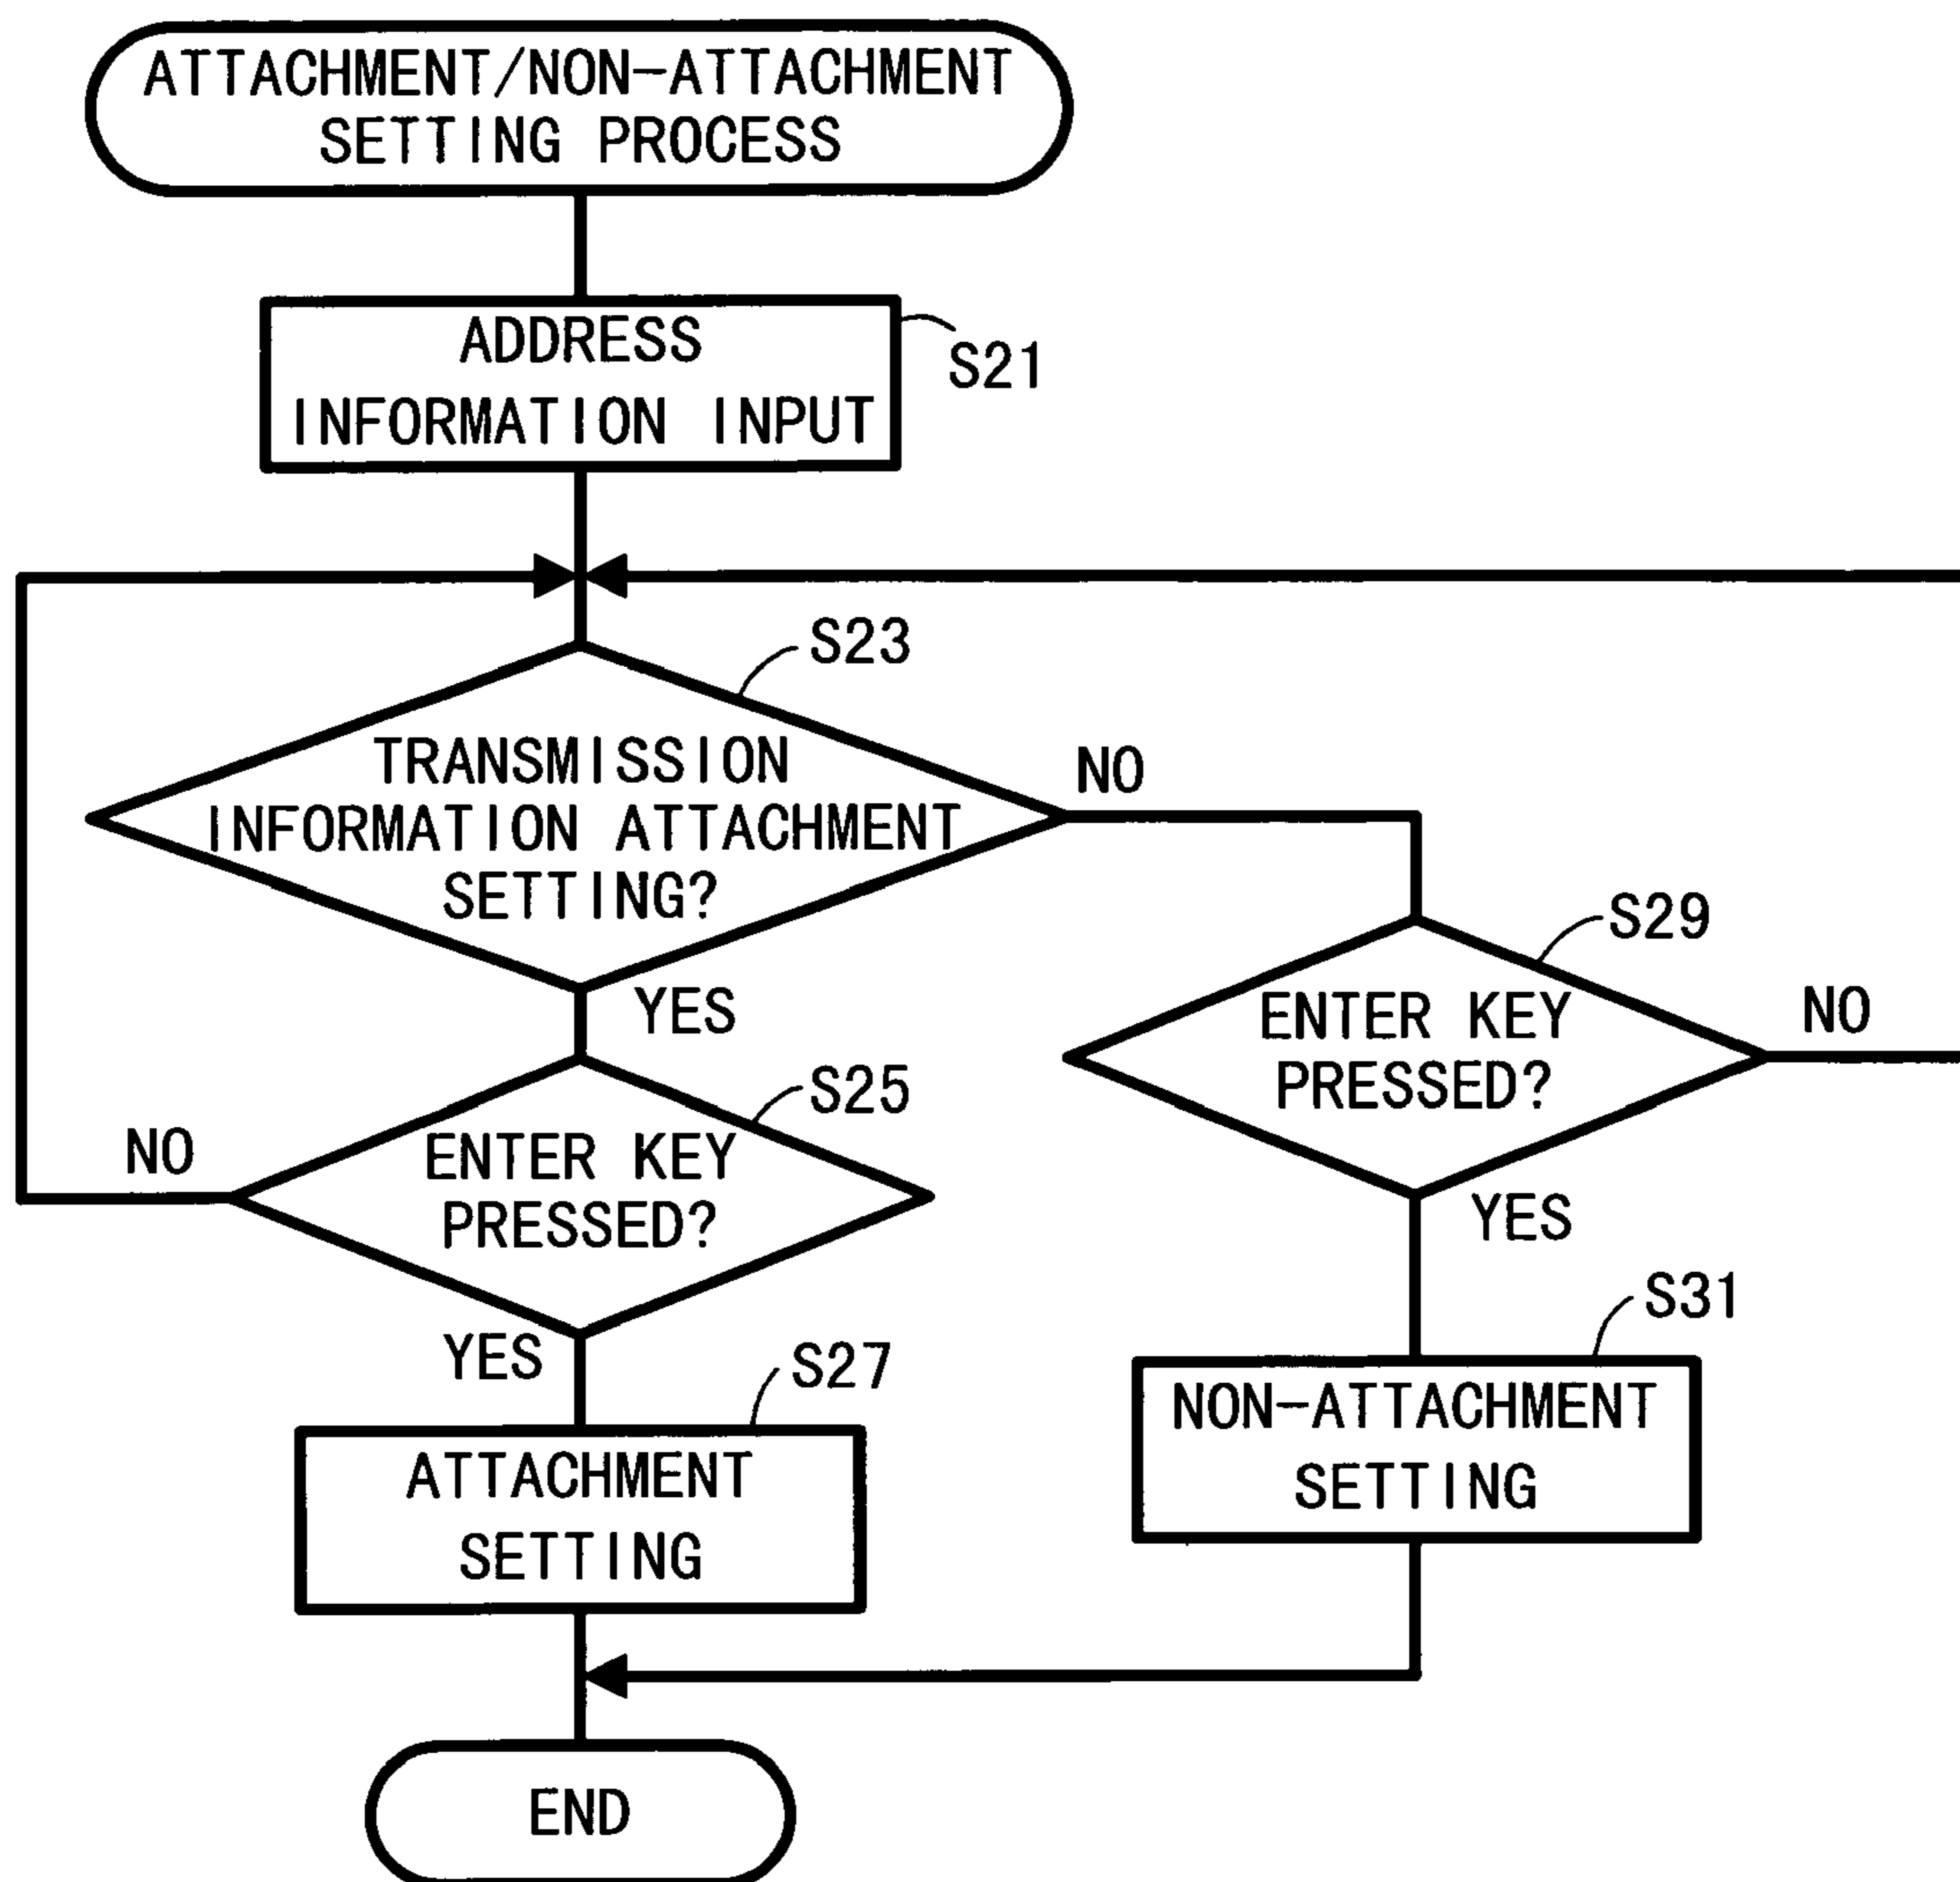 ATTACHMENT/NON-ATTACHMENT
SETTING PROCESS
ADDRESS
INFORMATION INPUT
S21
S23
TRANSMISSION
INFORMATION ATTACHMENT
SETTING?
NO
YES
S29
ENTER KEY
PRESSED?
NO
YES
S25
ENTER KEY
PRESSED?
NO
YES
S31
NON-ATTACHMENT
SETTING
S27
ATTACHMENT
SETTING
END